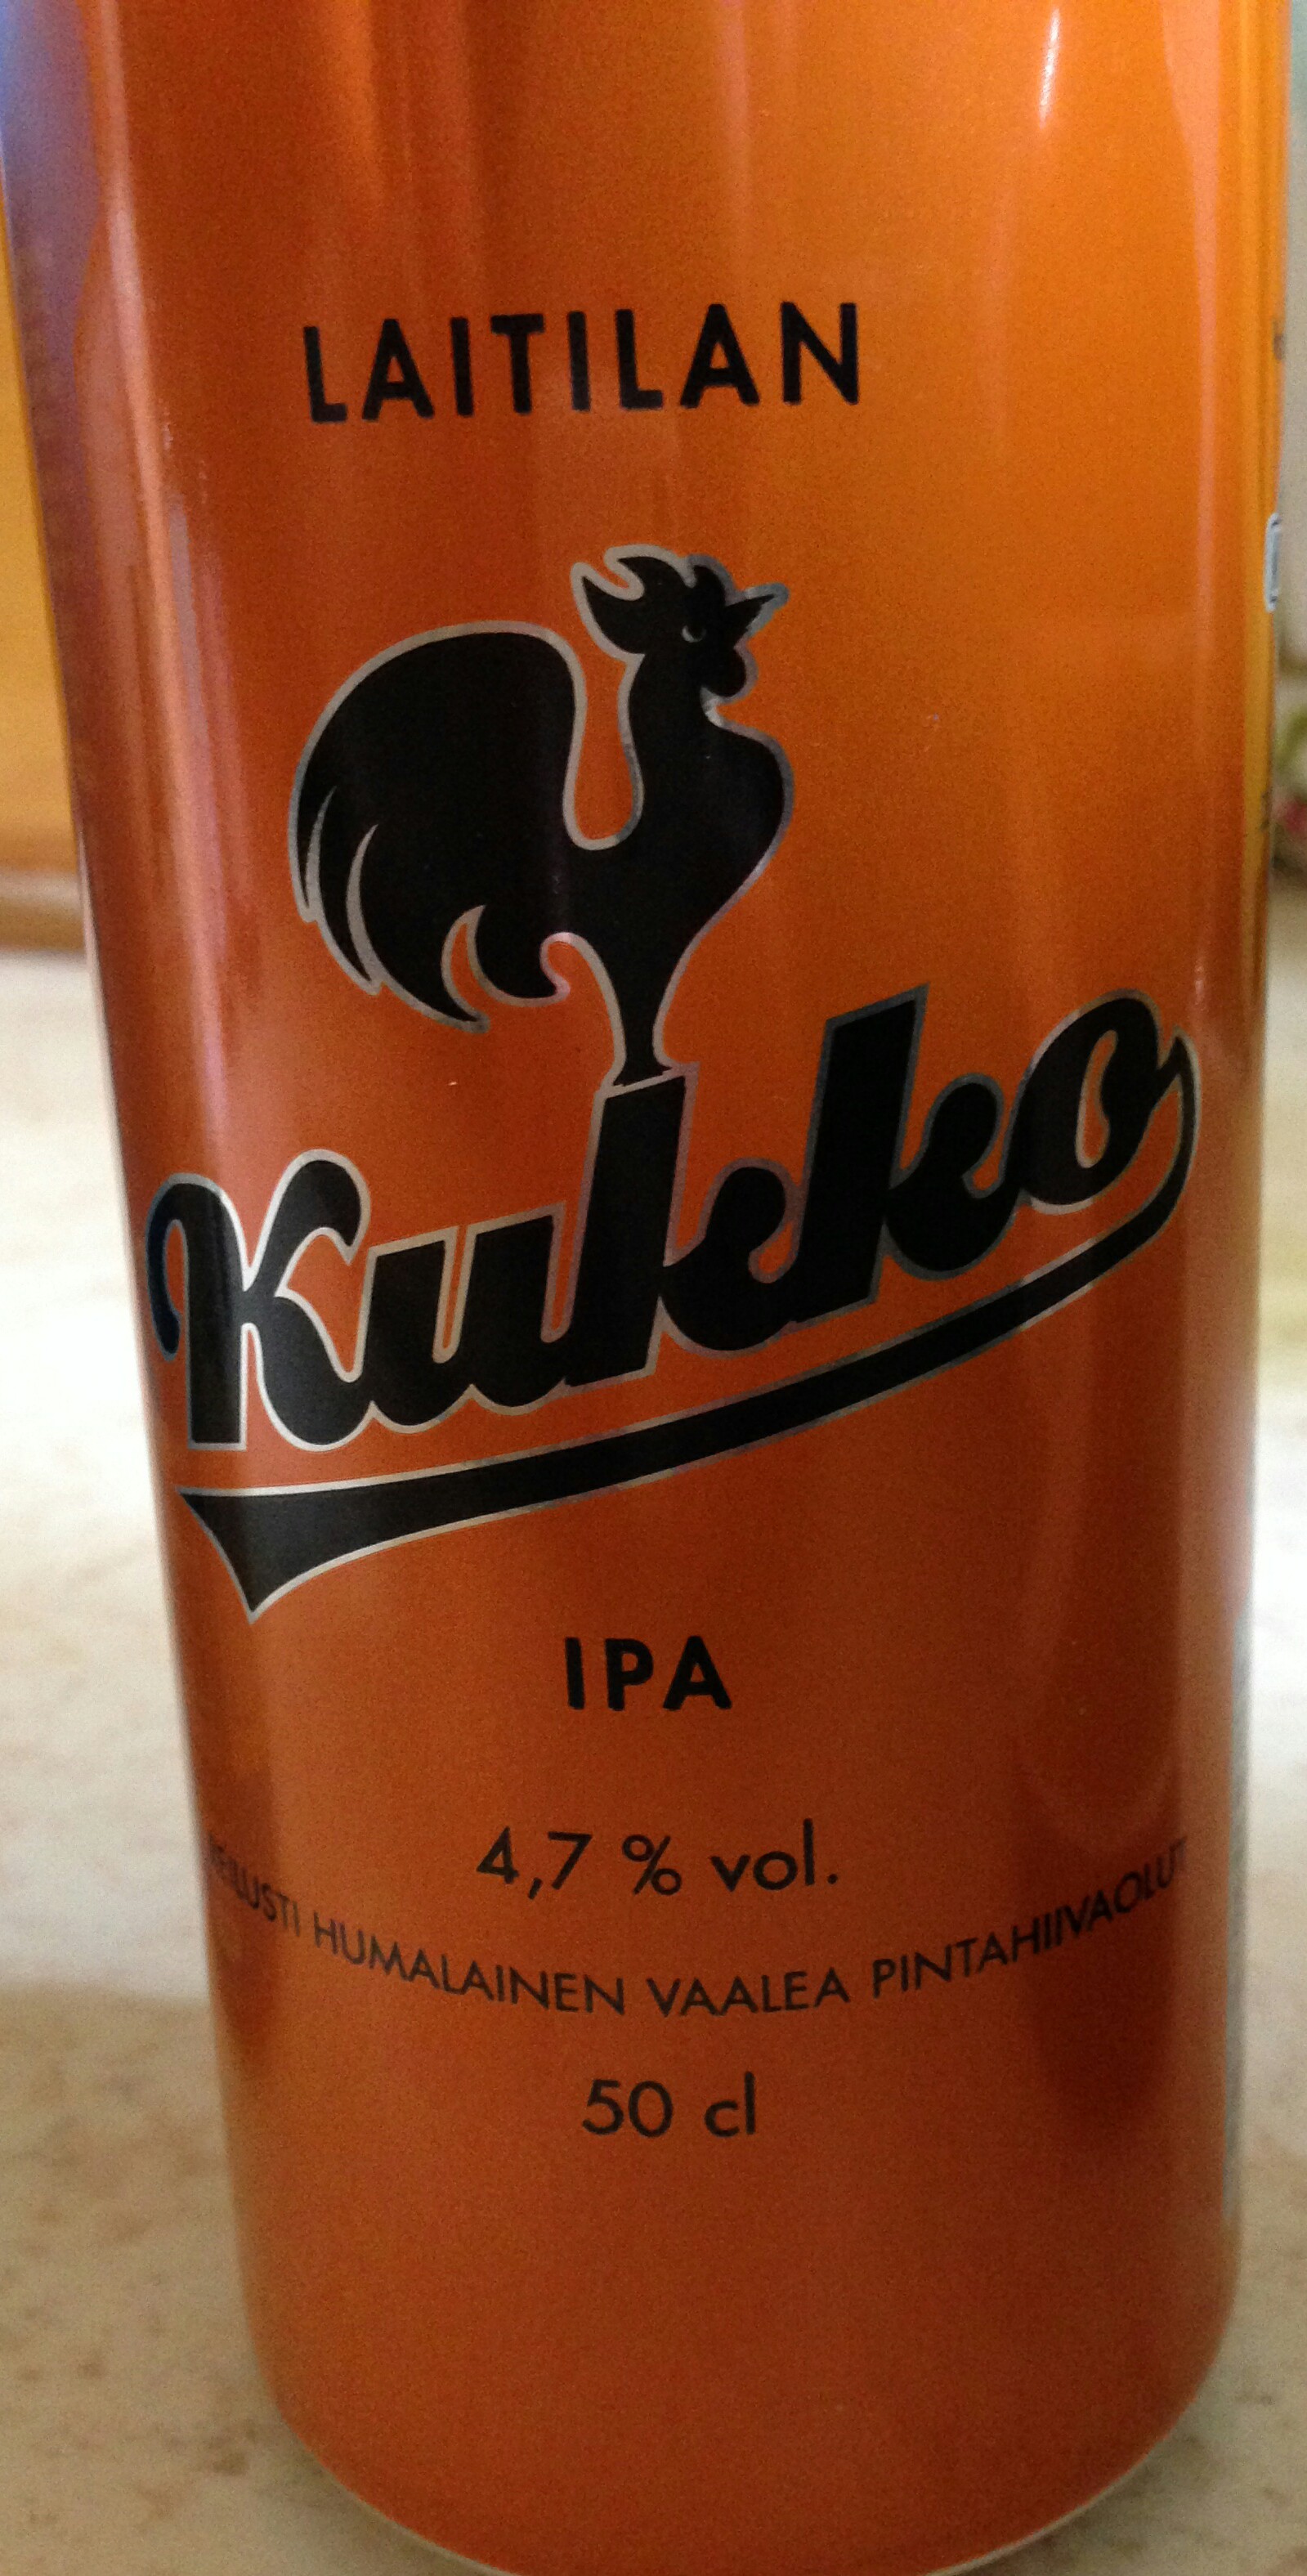 LAITILAN
Kukko
IPA
4,7 % vol.
HUMALAINEN VAALEA PINTAHIIVAOLUT
50 cl